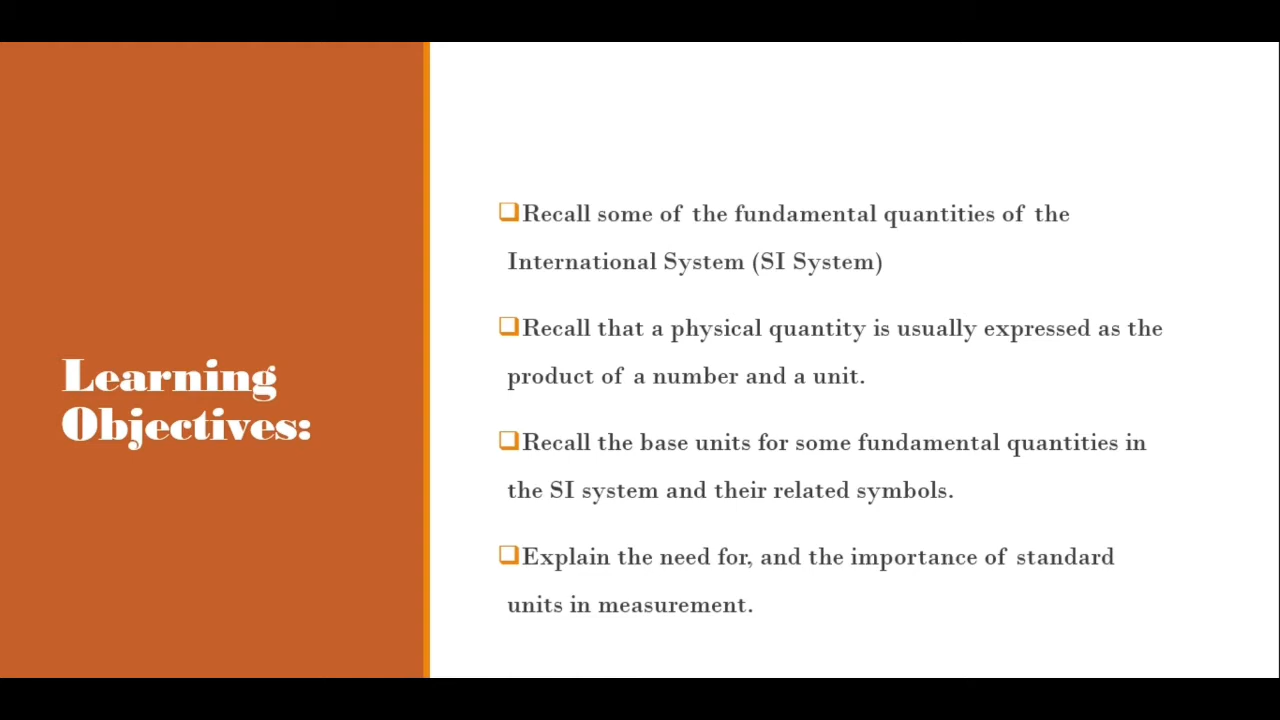 Learning
Objectives:
❑Recall some of the fundamental quantities of the
International System (SI System)
❑Recall that a physical quantity is usually expressed as the
product of a number and a unit.
❑Recall the base units for some fundamental quantities in
the SI system and their related symbols.
❑Explain the need for, and the importance of standard
units in measurement.